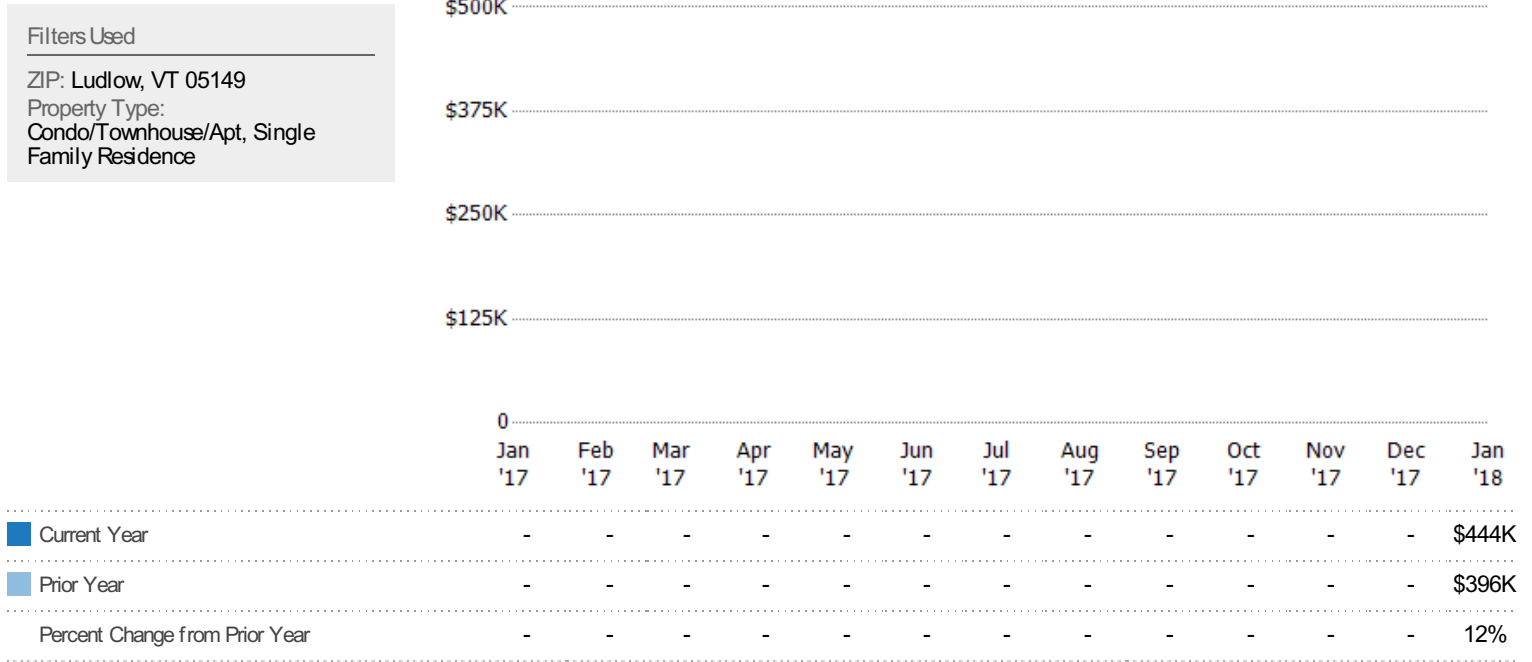 Filters Used
ZIP: Ludlow, VT 05149
Property Type:
Condo/Townhouse/Apt, Single
Family Residence
$500K
$375K
$250K
$125K
0
Jan Feb Mar Apr May Jun Jul Aug Sep Oct Nov Dec Jan
'17 '17 '17 '17 '17 '17 '17 '17 '17 '17 '17 '17 '18
Current Year - - - - - - - - - - - - $444K
Prior Year - - - - - - - - - - - - $396K
Percent Change from Prior Year - - - - - - - - - - - - 12%